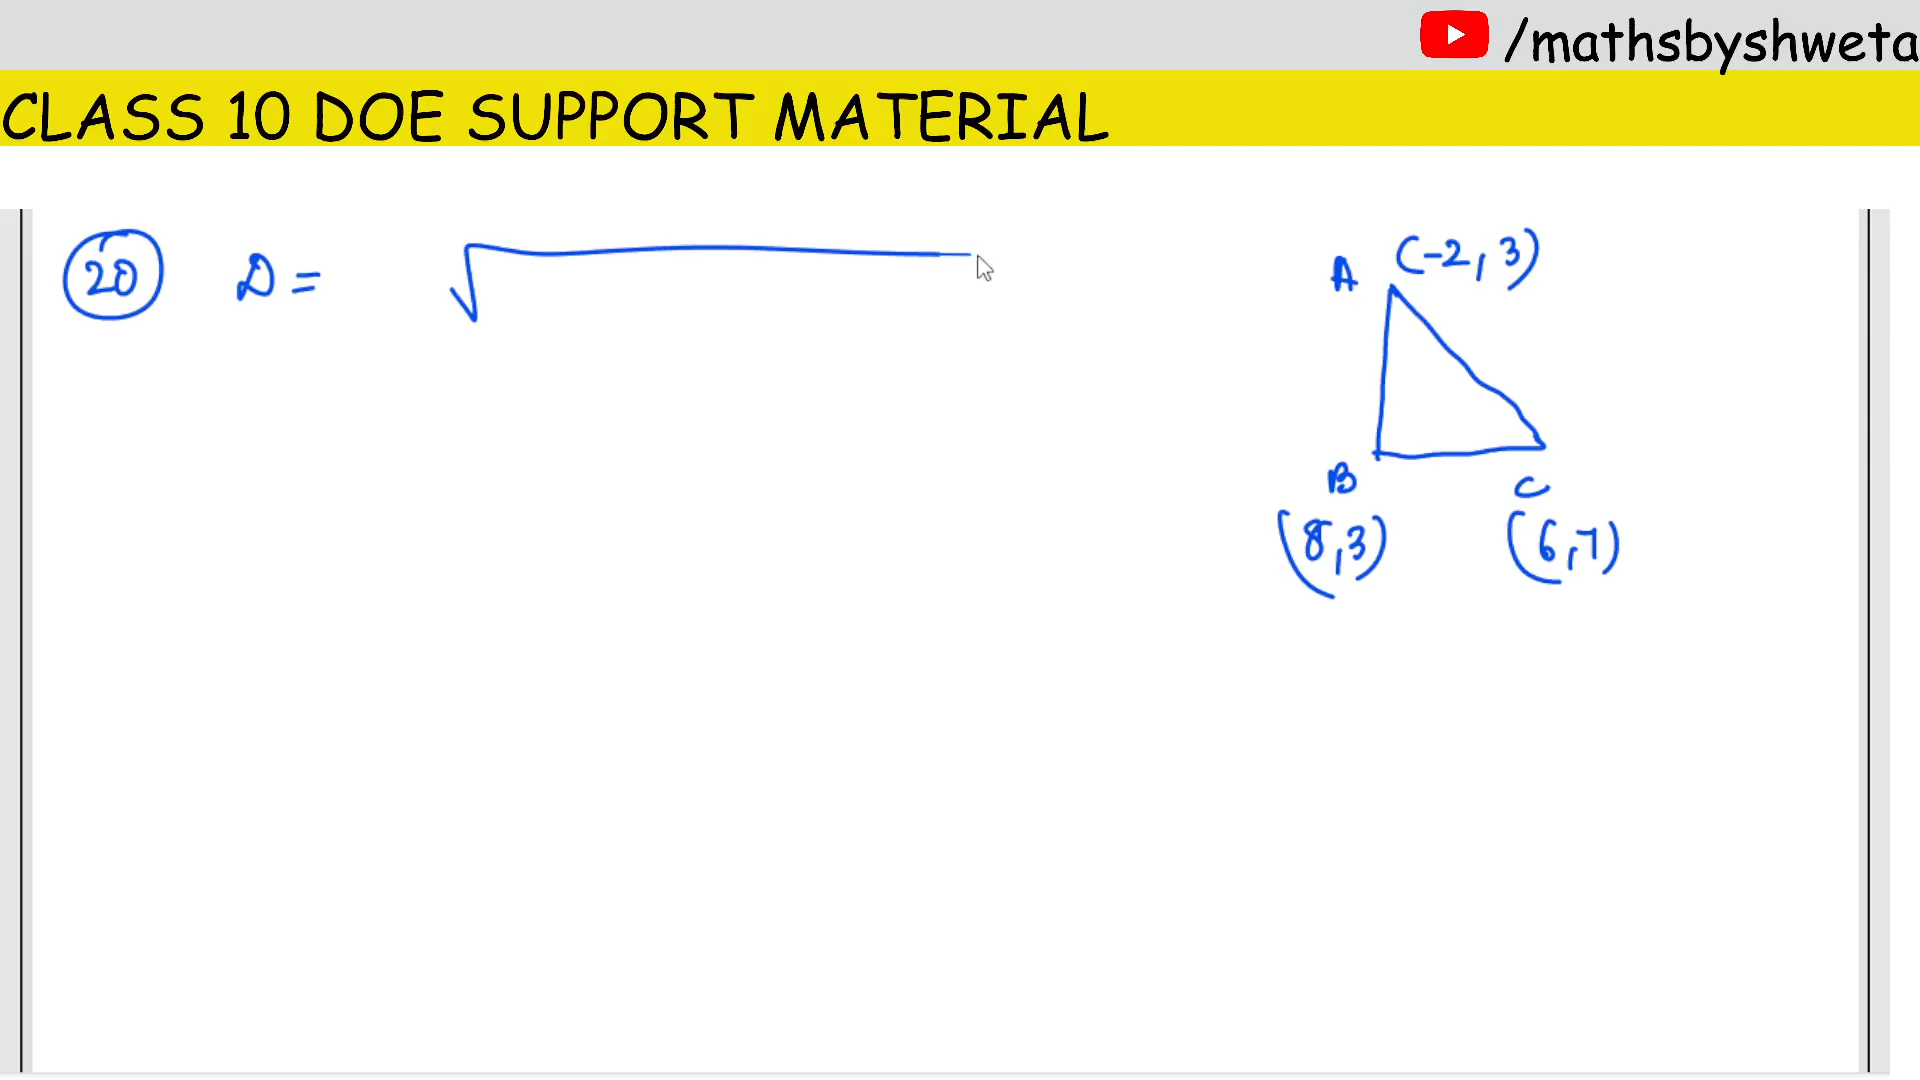 /mathsbyshweta
CLASS 10 DOE SUPPORT MATERIAL
20 D = √
A (-2, 3)
B C
(8,3) (6,7)